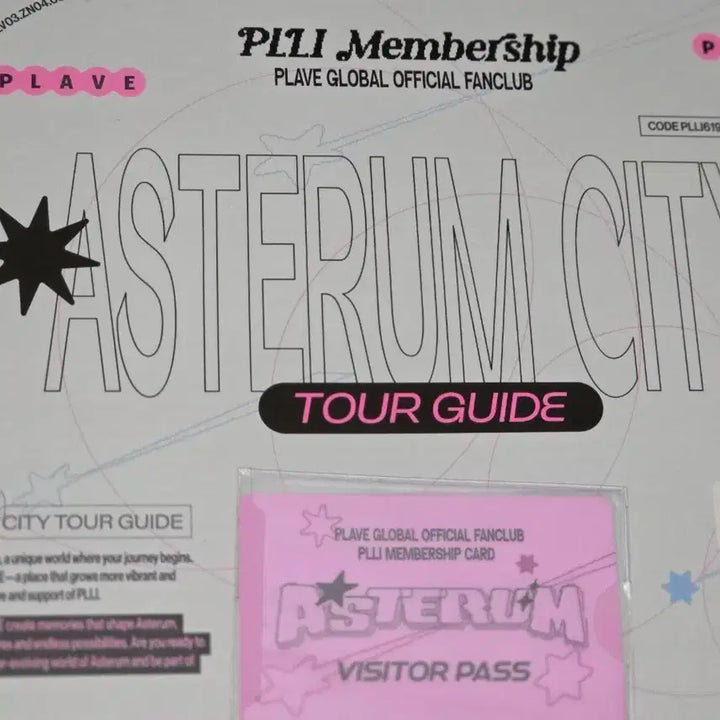 V03.ZN04.
PLLI Membership
PLAVE GLOBAL OFFICIAL FANCLUB
PLAVE
P
CODE PLLI619
ASTERUM CITY
TOUR GUIDE
CITY TOUR GUIDE
, a unique world where your journey begins.
E—a place that grows more vibrant and
e and support of PLLI.
create memories that shape Asterum,
es and endless possibilities. Are you ready to
evolving world of Asterum and be part of
PLAVE GLOBAL OFFICIAL FANCLUB
PLLI MEMBERSHIP CARD
ASTERUM
VISITOR PASS